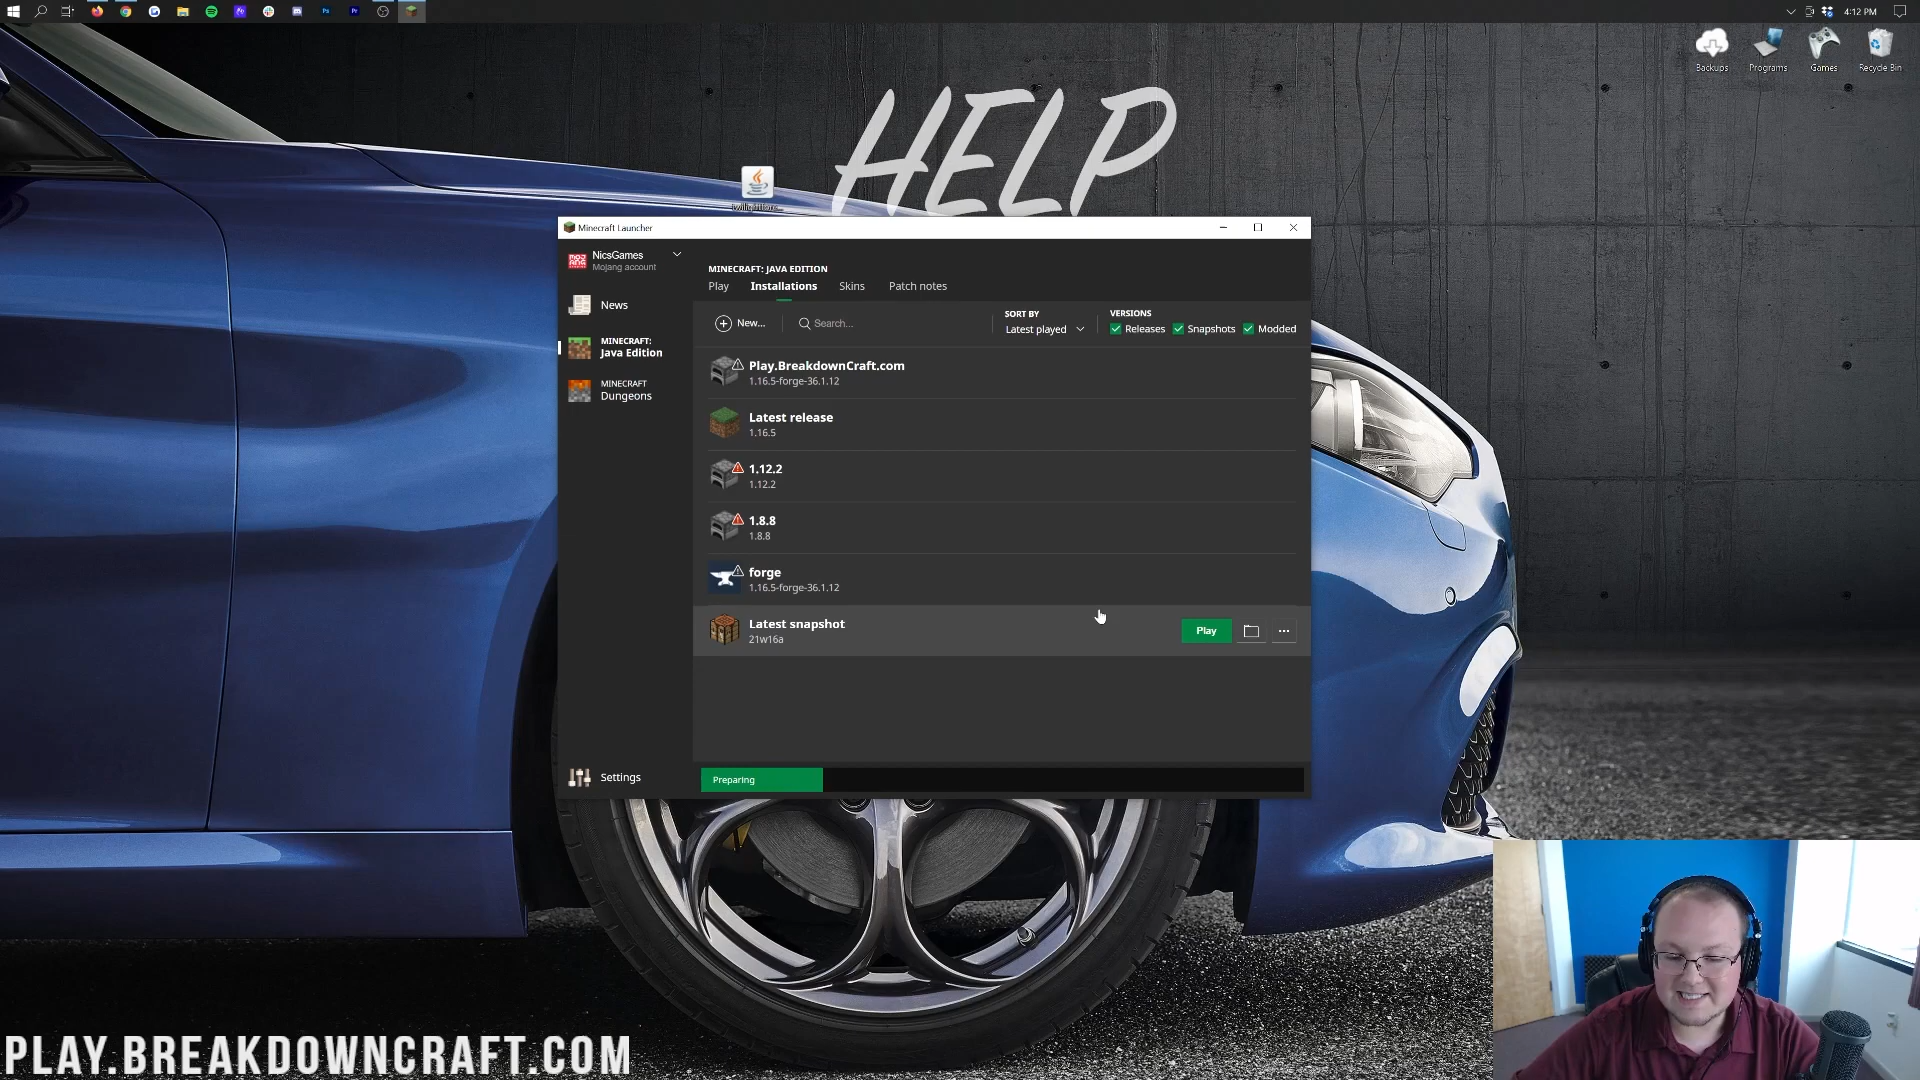 4:12 PM
Backups
Programs
Games
Recycle Bin
HELP
Minecraft Launcher
NicsGames
Mojang account
News
MINECRAFT:
Java Edition
MINECRAFT
Dungeons
Settings
MINECRAFT: JAVA EDITION
Play
Installations
Skins
Patch notes
New...
Search...
SORT BY
Latest played
VERSIONS
Releases
Snapshots
Modded
Play.BreakdownCraft.com
1.16.5-forge-36.1.12
Latest release
1.16.5
1.12.2
1.12.2
1.8.8
1.8.8
forge
1.16.5-forge-36.1.12
Latest snapshot
21w16a
Play
Preparing
PLAY.BREAKDOWNCRAFT.COM